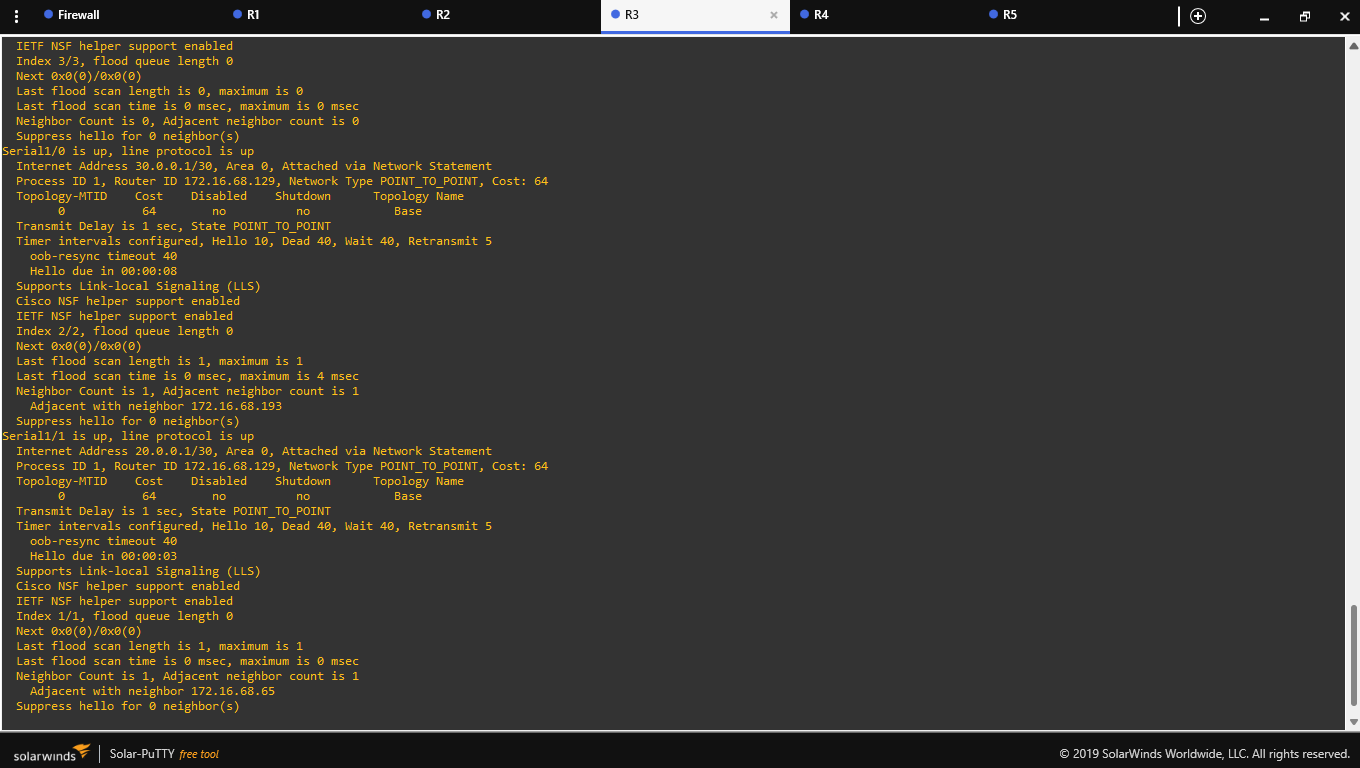 Firewall R1 R2 R3 × R4 R5
IETF NSF helper support enabled
Index 3/3, flood queue length 0
Next 0x0(0)/0x0(0)
Last flood scan length is 0, maximum is 0
Last flood scan time is 0 msec, maximum is 0 msec
Neighbor Count is 0, Adjacent neighbor count is 0
Suppress hello for 0 neighbor(s)
Serial1/0 is up, line protocol is up
Internet Address 30.0.0.1/30, Area 0, Attached via Network Statement
Process ID 1, Router ID 172.16.68.129, Network Type POINT_TO_POINT, Cost: 64
Topology-MTID    Cost    Disabled    Shutdown      Topology Name
0           64        no          no            Base
Transmit Delay is 1 sec, State POINT_TO_POINT
Timer intervals configured, Hello 10, Dead 40, Wait 40, Retransmit 5
oob-resync timeout 40
Hello due in 00:00:08
Supports Link-local Signaling (LLS)
Cisco NSF helper support enabled
IETF NSF helper support enabled
Index 2/2, flood queue length 0
Next 0x0(0)/0x0(0)
Last flood scan length is 1, maximum is 1
Last flood scan time is 0 msec, maximum is 4 msec
Neighbor Count is 1, Adjacent neighbor count is 1
Adjacent with neighbor 172.16.68.193
Suppress hello for 0 neighbor(s)
Serial1/1 is up, line protocol is up
Internet Address 20.0.0.1/30, Area 0, Attached via Network Statement
Process ID 1, Router ID 172.16.68.129, Network Type POINT_TO_POINT, Cost: 64
Topology-MTID    Cost    Disabled    Shutdown      Topology Name
0           64        no          no            Base
Transmit Delay is 1 sec, State POINT_TO_POINT
Timer intervals configured, Hello 10, Dead 40, Wait 40, Retransmit 5
oob-resync timeout 40
Hello due in 00:00:03
Supports Link-local Signaling (LLS)
Cisco NSF helper support enabled
IETF NSF helper support enabled
Index 1/1, flood queue length 0
Next 0x0(0)/0x0(0)
Last flood scan length is 1, maximum is 1
Last flood scan time is 0 msec, maximum is 0 msec
Neighbor Count is 1, Adjacent neighbor count is 1
Adjacent with neighbor 172.16.68.65
Suppress hello for 0 neighbor(s)
solarwinds Solar-PuTTY free tool © 2019 SolarWinds Worldwide, LLC. All rights reserved.